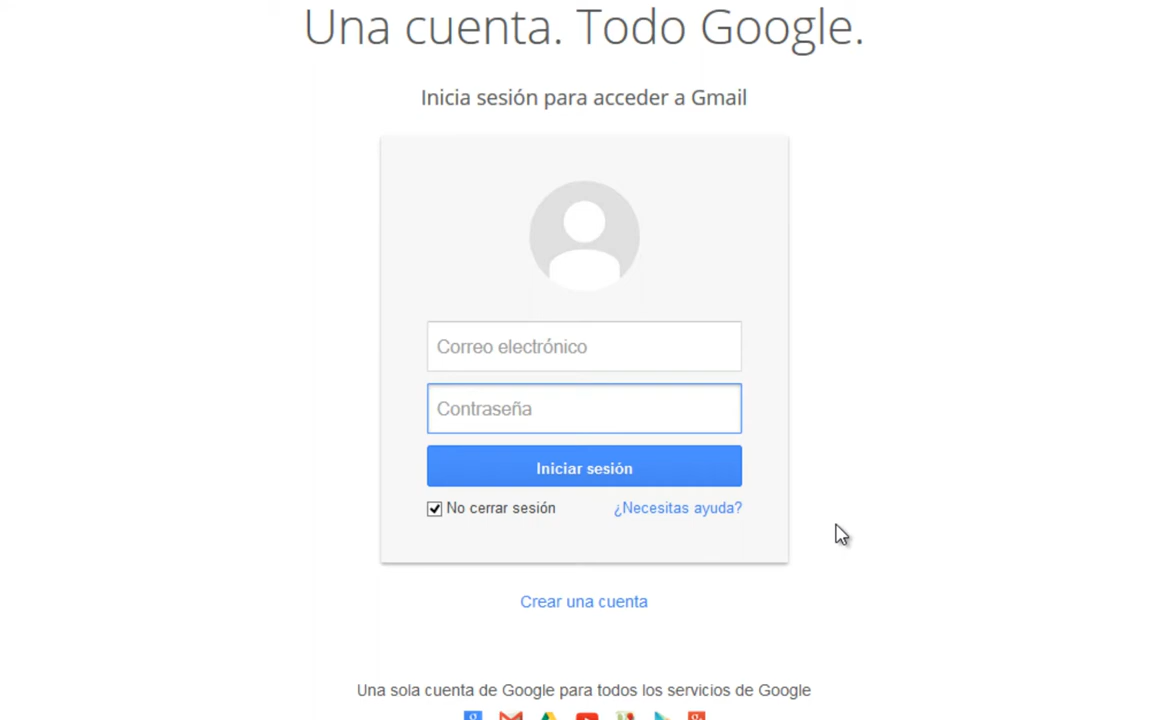 Una cuenta. Todo Google.
Inicia sesión para acceder a Gmail
Correo electrónico
Contraseña
Iniciar sesión
No cerrar sesión ¿Necesitas ayuda?
Crear una cuenta
Una sola cuenta de Google para todos los servicios de Google